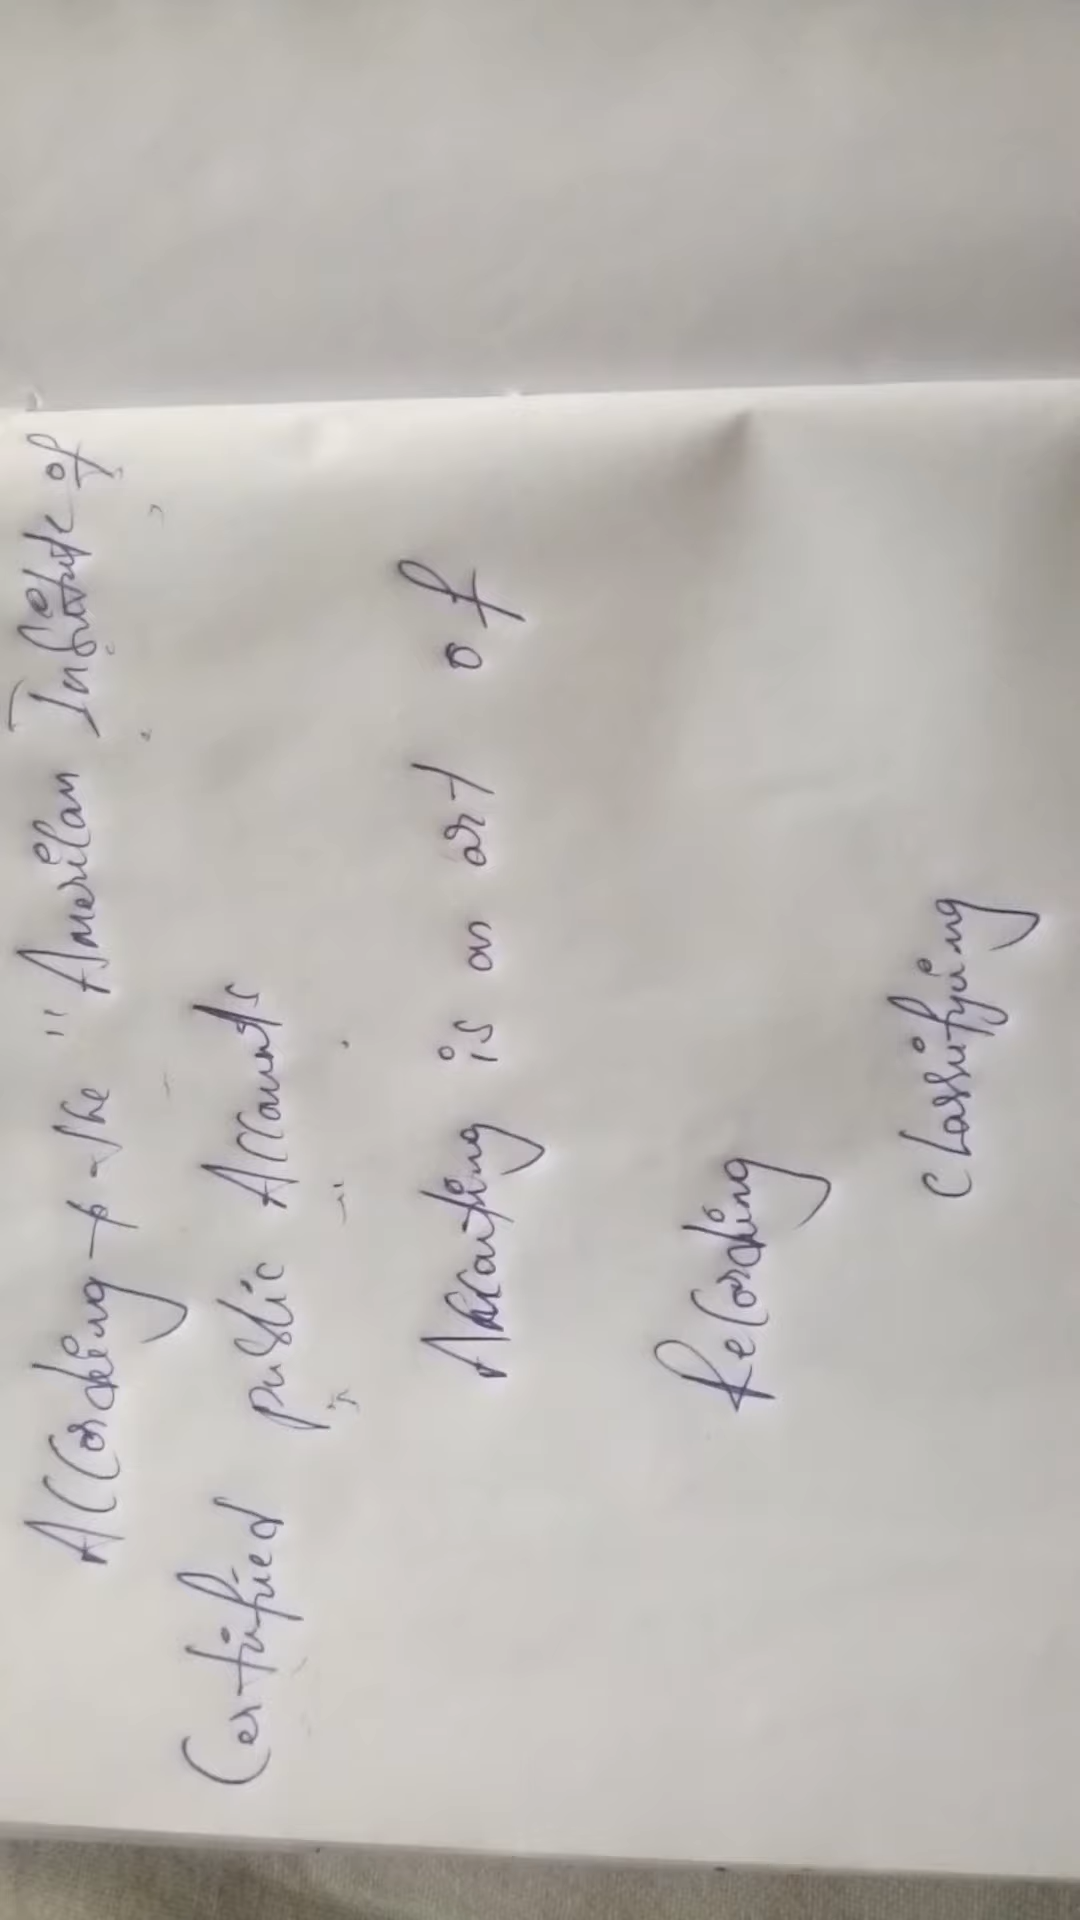 According to the "American Institute of
Certified public Accounts
Accounting is an art of
Recording
Classifying